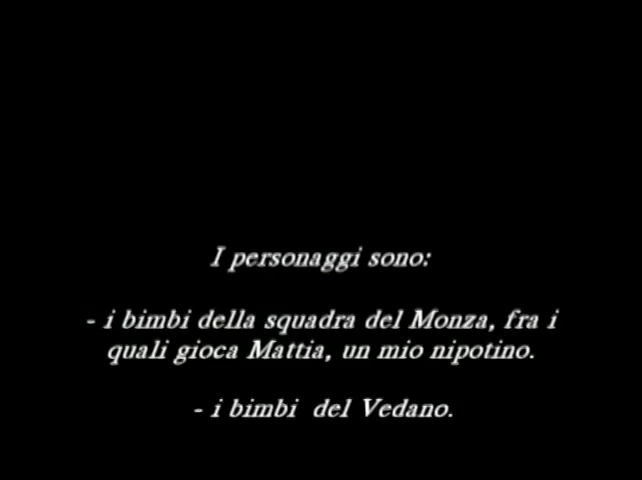 I personaggi sono:
- i bimbi della squadra del Monza, fra i
quali gioca Mattia, un mio nipotino.
- i bimbi del Vedano.